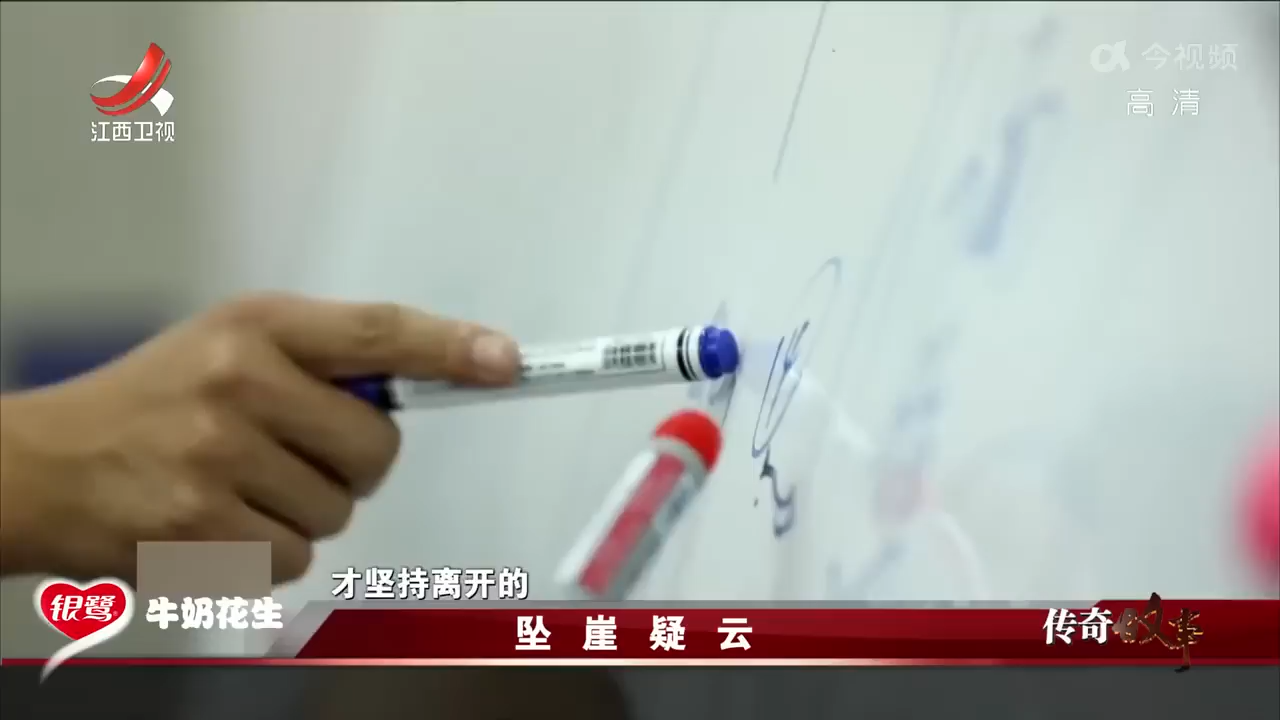 江西卫视
今视频
高清
才坚持离开的
银鹭
牛奶花生
坠崖疑云
传奇故事